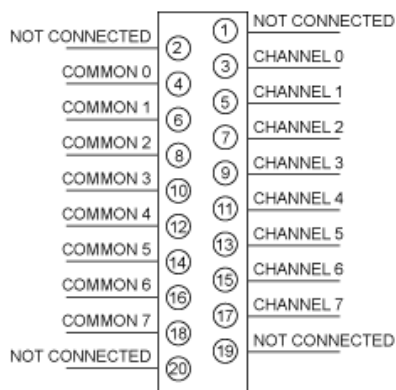 NOT CONNECTED
1
NOT CONNECTED
2
CHANNEL 0
3
COMMON 0
4
CHANNEL 1
5
COMMON 1
6
CHANNEL 2
7
COMMON 2
8
CHANNEL 3
9
COMMON 3
10
CHANNEL 4
11
COMMON 4
12
CHANNEL 5
13
COMMON 5
14
CHANNEL 6
15
COMMON 6
16
CHANNEL 7
17
COMMON 7
18
NOT CONNECTED
19
NOT CONNECTED
20